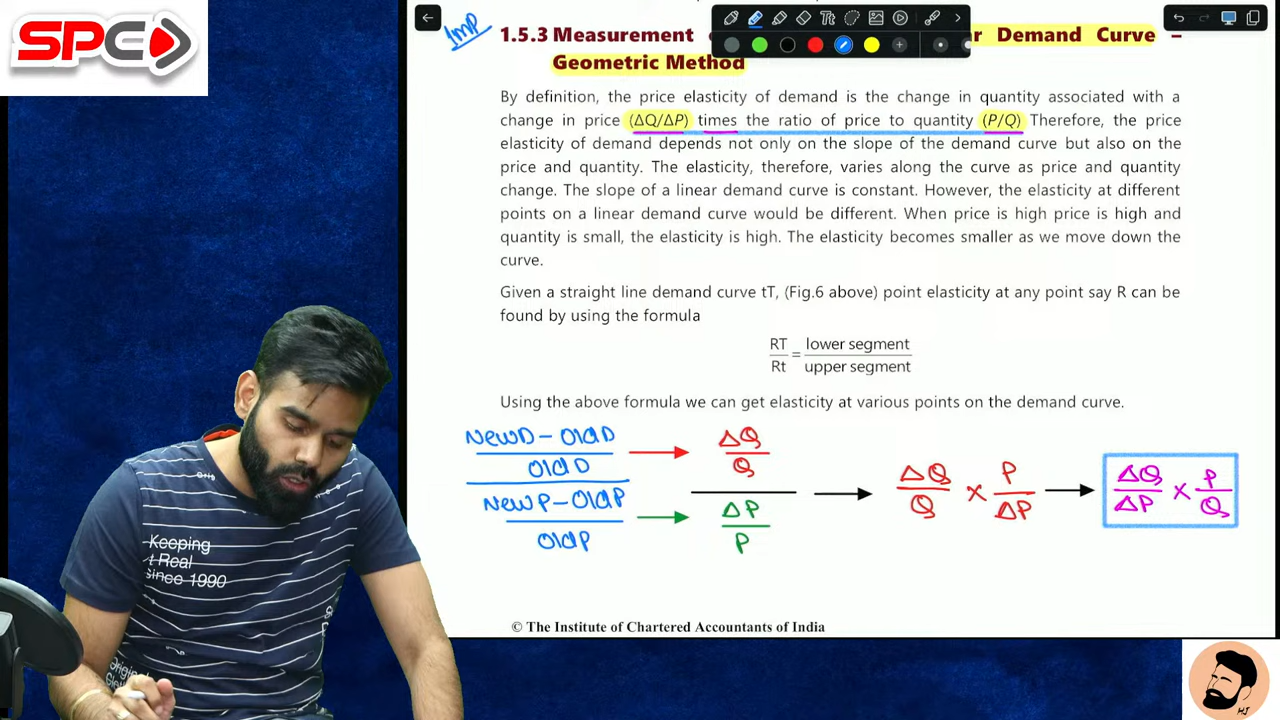 SPC
Imp
1.5.3 Measurement
ar Demand Curve –
Geometric Method
By definition, the price elasticity of demand is the change in quantity associated with a
change in price (ΔQ/ΔP) times the ratio of price to quantity (P/Q) Therefore, the price
elasticity of demand depends not only on the slope of the demand curve but also on the
price and quantity. The elasticity, therefore, varies along the curve as price and quantity
change. The slope of a linear demand curve is constant. However, the elasticity at different
points on a linear demand curve would be different. When price is high price is high and
quantity is small, the elasticity is high. The elasticity becomes smaller as we move down the
curve.
Given a straight line demand curve tT, (Fig.6 above) point elasticity at any point say R can be
found by using the formula
RT/Rt = lower segment/upper segment
Using the above formula we can get elasticity at various points on the demand curve.
NewD – OldD
OldD
NewP – OldP
OldP
ΔQ
Q
ΔP
P
ΔQ/Q × P/ΔP
ΔQ/ΔP × P/Q
© The Institute of Chartered Accountants of India
Keeping
t Real
since 1990
HJ